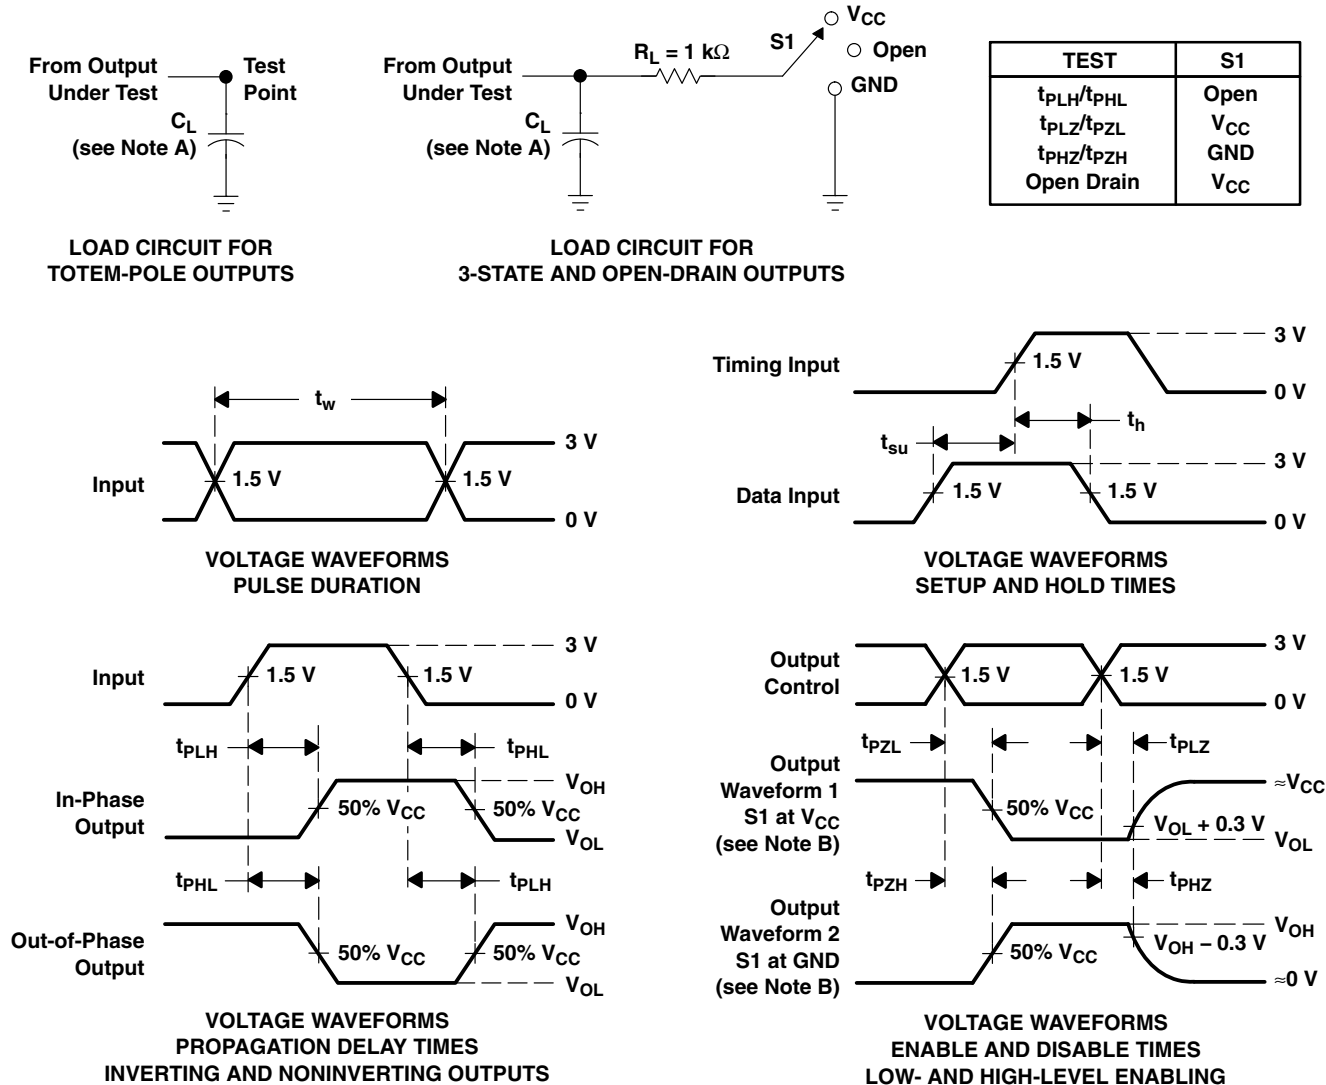 From Output
Under Test
Test
Point
CL
(see Note A)
LOAD CIRCUIT FOR
TOTEM-POLE OUTPUTS
From Output
Under Test
RL = 1 kΩ
S1
VCC
Open
GND
CL
(see Note A)
LOAD CIRCUIT FOR
3-STATE AND OPEN-DRAIN OUTPUTS
TEST S1
tPLH/tPHL Open
tPLZ/tPZL VCC
tPHZ/tPZH GND
Open Drain VCC
tw
Input
3 V
1.5 V
1.5 V
0 V
VOLTAGE WAVEFORMS
PULSE DURATION
Timing Input
3 V
1.5 V
0 V
tsu
th
Data Input
3 V
1.5 V
1.5 V
0 V
VOLTAGE WAVEFORMS
SETUP AND HOLD TIMES
Input
3 V
1.5 V
1.5 V
0 V
tPLH
tPHL
In-Phase
Output
VOH
50% VCC
50% VCC
VOL
tPHL
tPLH
Out-of-Phase
Output
VOH
50% VCC
50% VCC
VOL
VOLTAGE WAVEFORMS
PROPAGATION DELAY TIMES
INVERTING AND NONINVERTING OUTPUTS
Output
Control
3 V
1.5 V
1.5 V
0 V
tPZL
tPLZ
Output
Waveform 1
S1 at VCC
(see Note B)
≈VCC
50% VCC
VOL + 0.3 V
VOL
tPZH
tPHZ
Output
Waveform 2
S1 at GND
(see Note B)
VOH
50% VCC
VOH − 0.3 V
≈0 V
VOLTAGE WAVEFORMS
ENABLE AND DISABLE TIMES
LOW- AND HIGH-LEVEL ENABLING